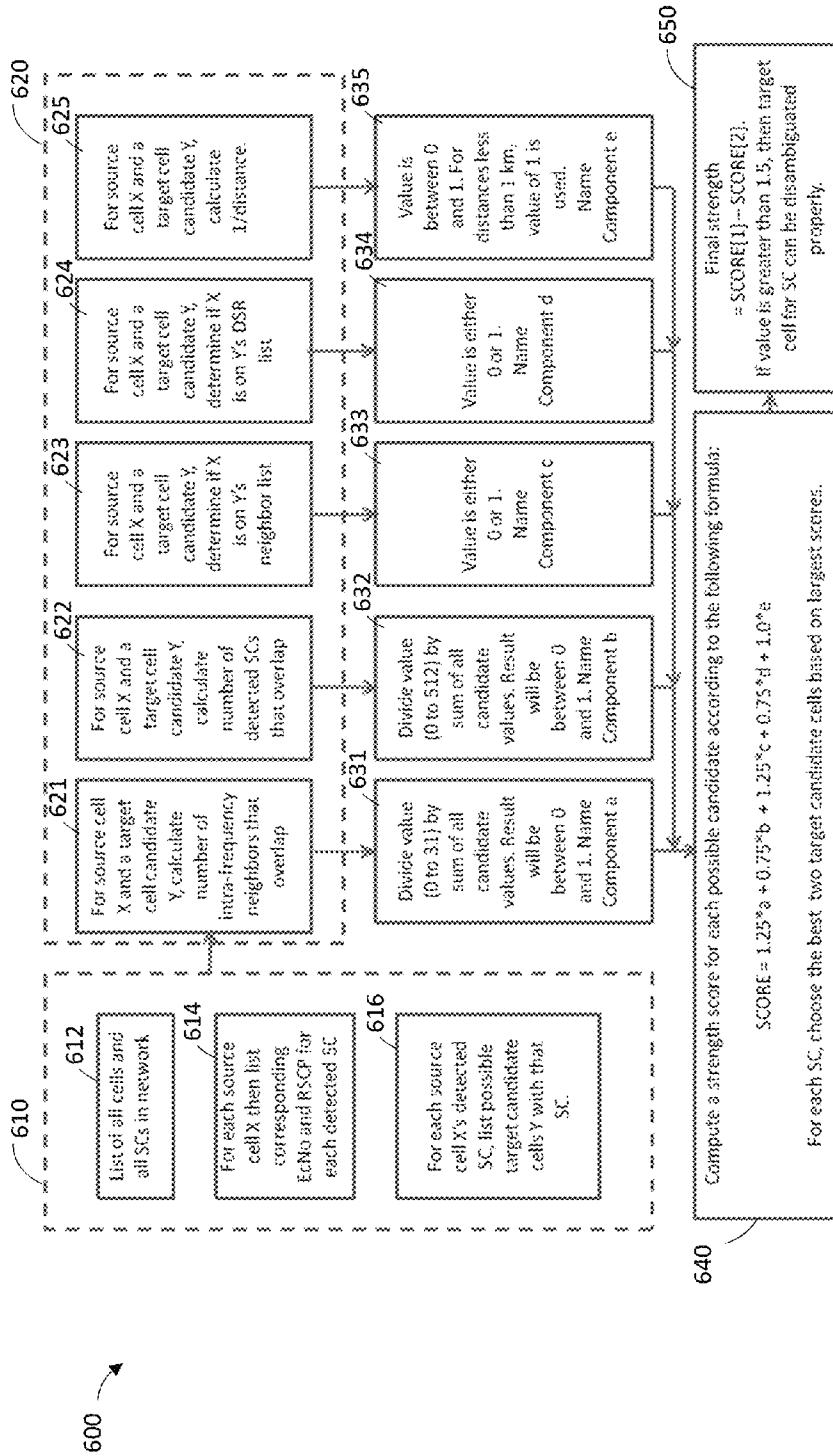 600
610
612
List of all cells and
all SCs in network
614
For each source
cell X then list
corresponding
EcNo and RSCP for
each detected SC
616
For each source
cell X's detected
SC, list possible
target candidate
cells Y with that
SC.
620
621
For source cell
X and a target
cell candidate
Y, calculate
number of
intra-frequency
neighbors that
overlap
622
For source
cell X and a
target cell
candidate Y,
calculate
number of
detected SCs
that overlap
623
For source
cell X and a
target cell
candidate Y,
determine if X
is on Y's
neighbor list
624
For source
cell X and a
target cell
candidate Y,
determine if X
is on Y's DSR
list
625
For source
cell X and a
target cell
candidate Y,
calculate
1/distance.
631
Divide value
(0 to 31) by
sum of all
candidate
values. Result
will be
between 0
and 1. Name
Component a
632
Divide value
(0 to 512) by
sum of all
candidate
values. Result
will be
between 0
and 1. Name
Component b
633
Value is either
0 or 1.
Name
Component c
634
Value is either
0 or 1.
Name
Component d
635
Value is
between 0
and 1. For
distances less
than 1 km,
value of 1 is
used.
Name
Component e
640
Compute a strength score for each possible candidate according to the following formula:
SCORE = 1.25*a + 0.75*b + 1.25*c + 0.75*d + 1.0*e
For each SC, choose the best two target candidate cells based on largest scores.
650
Final strength
= SCORE[1] – SCORE[2].
If value is greater than 1.5, then target
cell for SC can be disambiguated
properly.